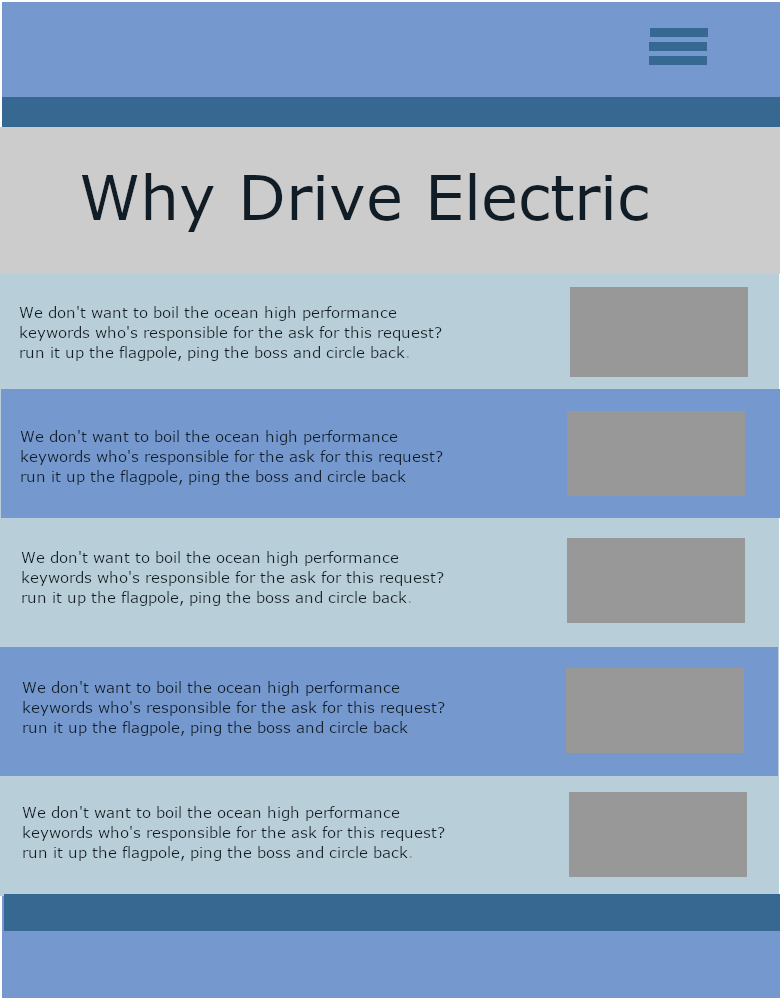 Why Drive Electric
We don't want to boil the ocean high performance
keywords who's responsible for the ask for this request?
run it up the flagpole, ping the boss and circle back.
We don't want to boil the ocean high performance
keywords who's responsible for the ask for this request?
run it up the flagpole, ping the boss and circle back
We don't want to boil the ocean high performance
keywords who's responsible for the ask for this request?
run it up the flagpole, ping the boss and circle back.
We don't want to boil the ocean high performance
keywords who's responsible for the ask for this request?
run it up the flagpole, ping the boss and circle back
We don't want to boil the ocean high performance
keywords who's responsible for the ask for this request?
run it up the flagpole, ping the boss and circle back.